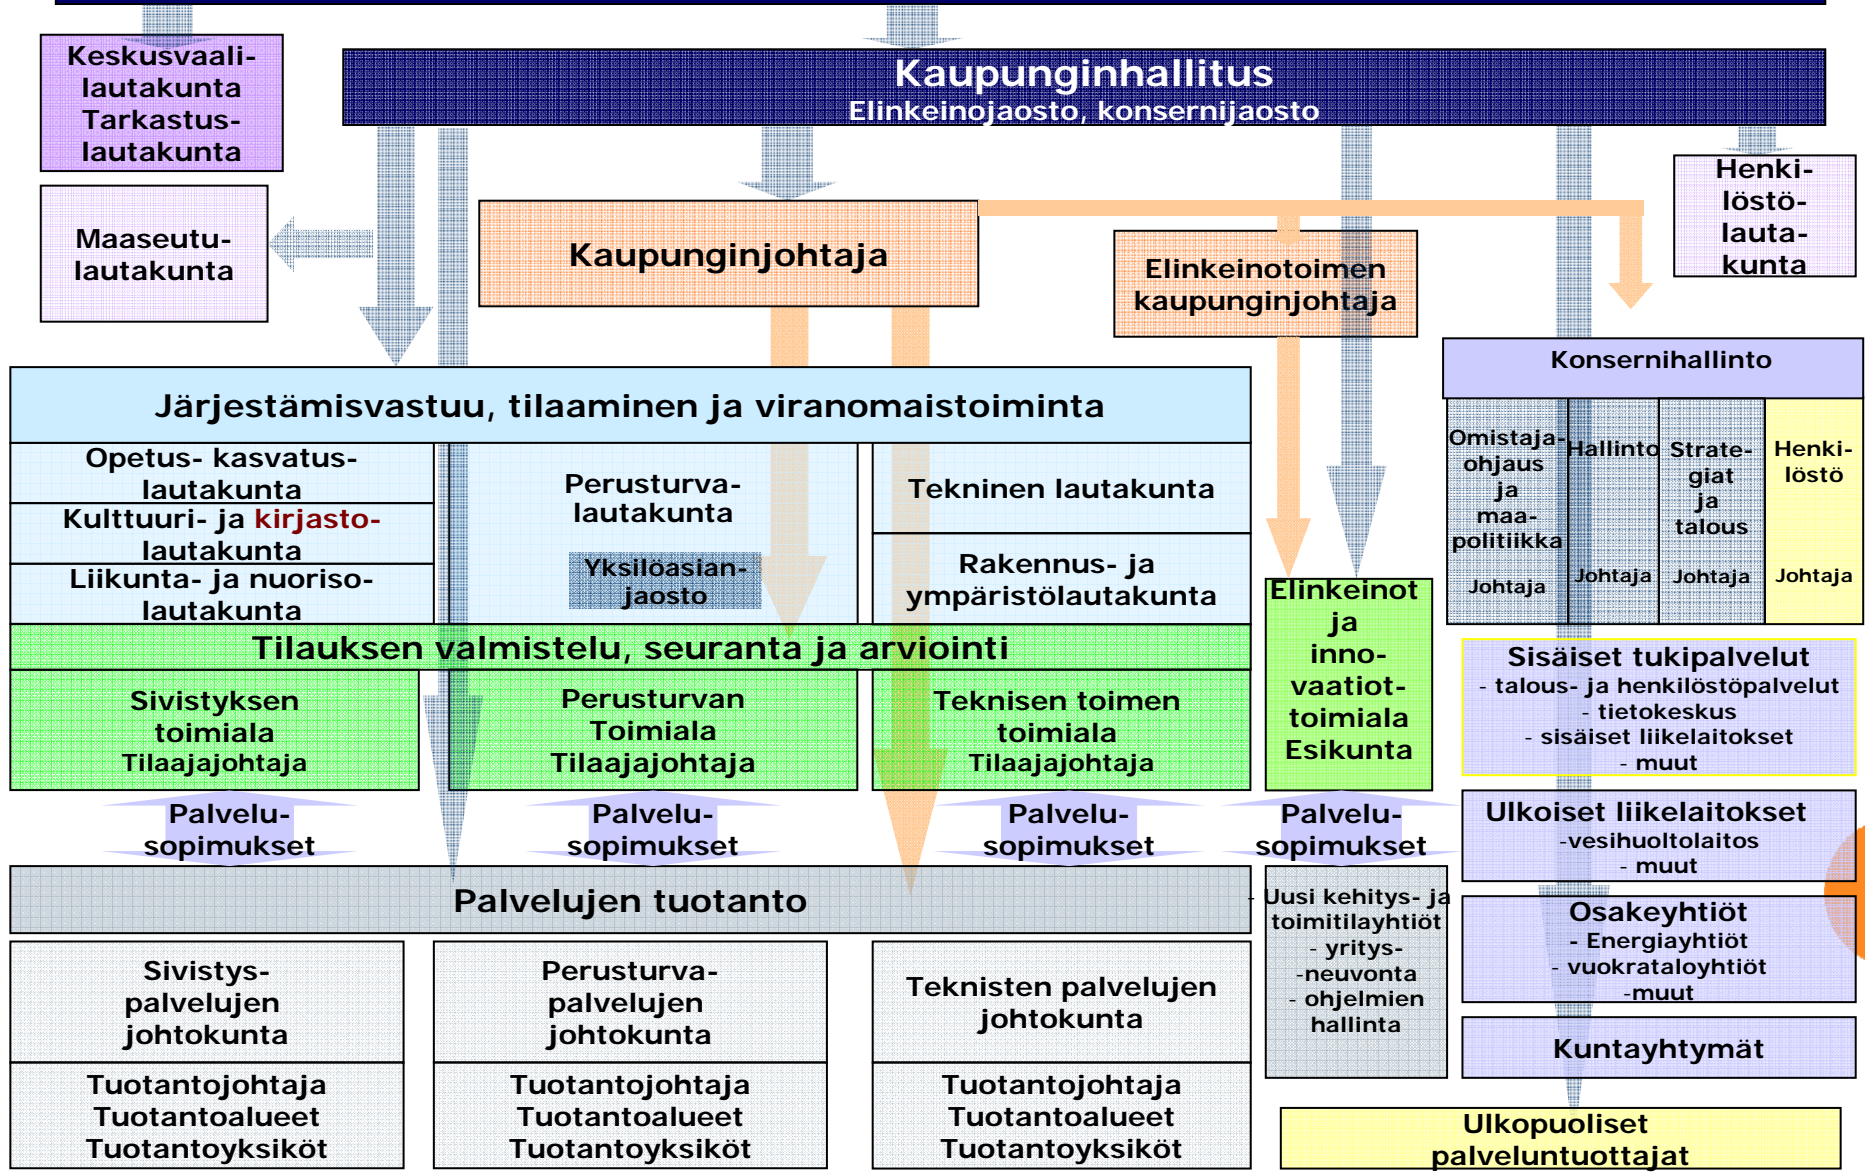 Keskusvaali-
lautakunta
Tarkastus-
lautakunta
Kaupunginhallitus
Elinkeinojaosto, konsernijaosto
Henki-
löstö-
lauta-
kunta
Maaseutu-
lautakunta
Kaupunginjohtaja
Elinkeinotoimen
kaupunginjohtaja
Konsernihallinto
Omistaja-
ohjaus
ja
maa-
politiikka
Johtaja
Hallinto
Johtaja
Strate-
giat
ja
talous
Johtaja
Henki-
löstö
Johtaja
Järjestämisvastuu, tilaaminen ja viranomaistoiminta
Opetus- kasvatus-
lautakunta
Kulttuuri- ja kirjasto-
lautakunta
Liikunta- ja nuoriso-
lautakunta
Perusturva-
lautakunta
Yksilöasian-
jaosto
Tekninen lautakunta
Rakennus- ja
ympäristölautakunta
Tilauksen valmistelu, seuranta ja arviointi
Sivistyksen
toimiala
Tilaajajohtaja
Perusturvan
Toimiala
Tilaajajohtaja
Teknisen toimen
toimiala
Tilaajajohtaja
Elinkeinot
ja
inno-
vaatiot-
toimiala
Esikunta
Sisäiset tukipalvelut
- talous- ja henkilöstöpalvelut
- tietokeskus
- sisäiset liikelaitokset
- muut
Palvelu-
sopimukset
Palvelu-
sopimukset
Palvelu-
sopimukset
Palvelu-
sopimukset
Ulkoiset liikelaitokset
-vesihuoltolaitos
- muut
Palvelujen tuotanto
- Uusi kehitys- ja
toimitilayhtiöt
- yritys-
-neuvonta
- ohjelmien
hallinta
Osakeyhtiöt
- Energiayhtiöt
- vuokrataloyhtiöt
-muut
Sivistys-
palvelujen
johtokunta
Perusturva-
palvelujen
johtokunta
Teknisten palvelujen
johtokunta
Kuntayhtymät
Tuotantojohtaja
Tuotantoalueet
Tuotantoyksiköt
Tuotantojohtaja
Tuotantoalueet
Tuotantoyksiköt
Tuotantojohtaja
Tuotantoalueet
Tuotantoyksiköt
Ulkopuoliset
palveluntuottajat